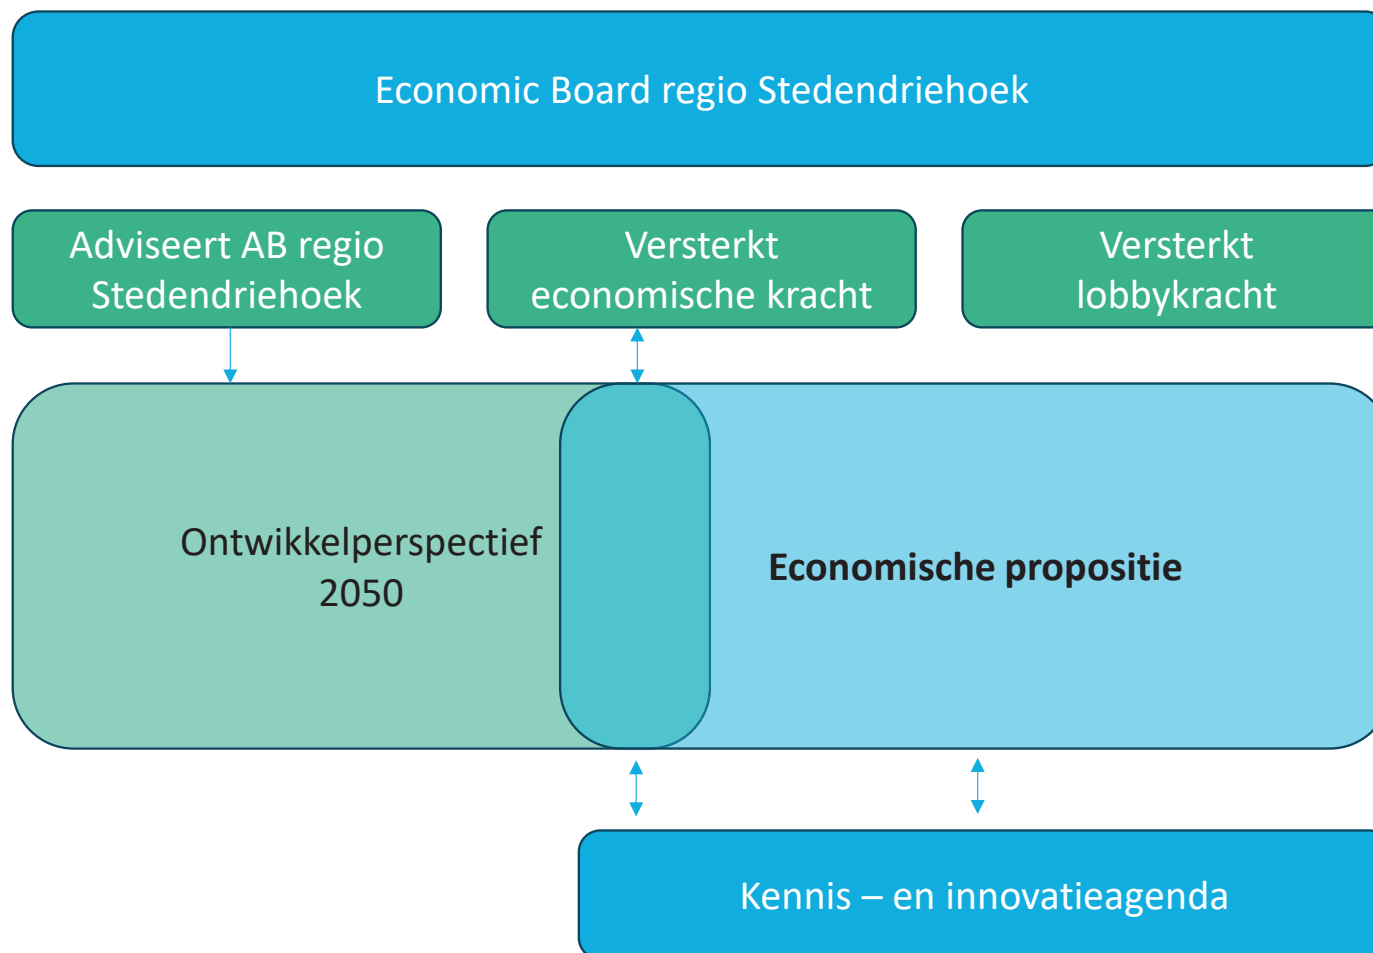 Economic Board regio Stedendriehoek
Adviseert AB regio
Stedendriehoek
Versterkt
economische kracht
Versterkt
lobbykracht
Ontwikkelperspectief
2050
Economische propositie
Kennis – en innovatieagenda